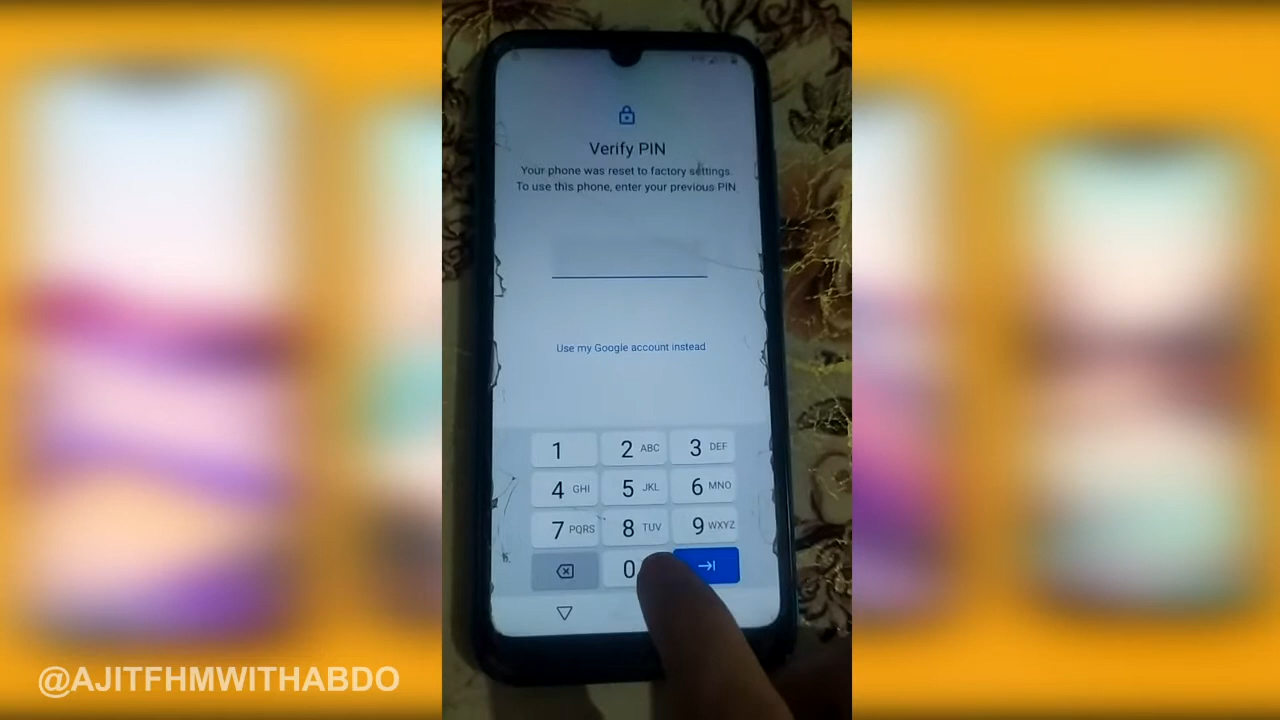 Verify PIN
Your phone was reset to factory settings.
To use this phone, enter your previous PIN
Use my Google account instead
1
2 ABC
3 DEF
4 GHI
5 JKL
6 MNO
7 PQRS
8 TUV
9 WXYZ
0
@AJITFHMWITHABDO